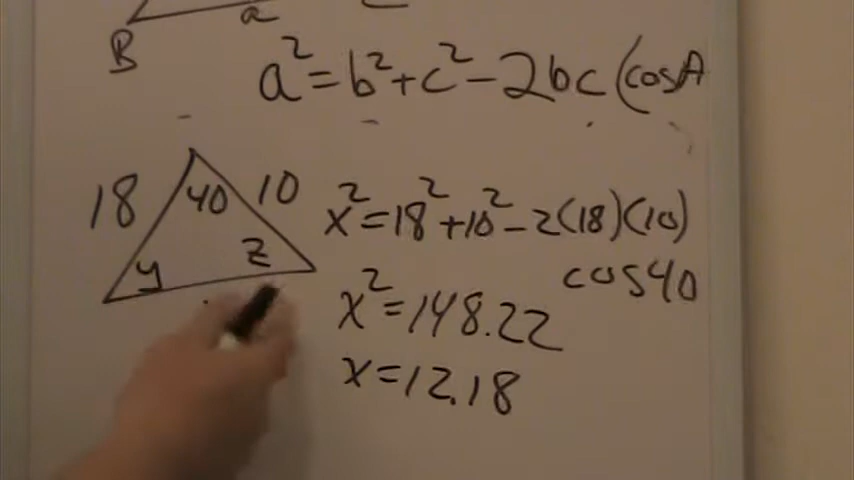 B a
a² = b² + c² - 2bc (cosA
18 40 10
y z
x² = 18² + 10² - 2(18)(10)
cos40
x² = 148.22
x = 12.18